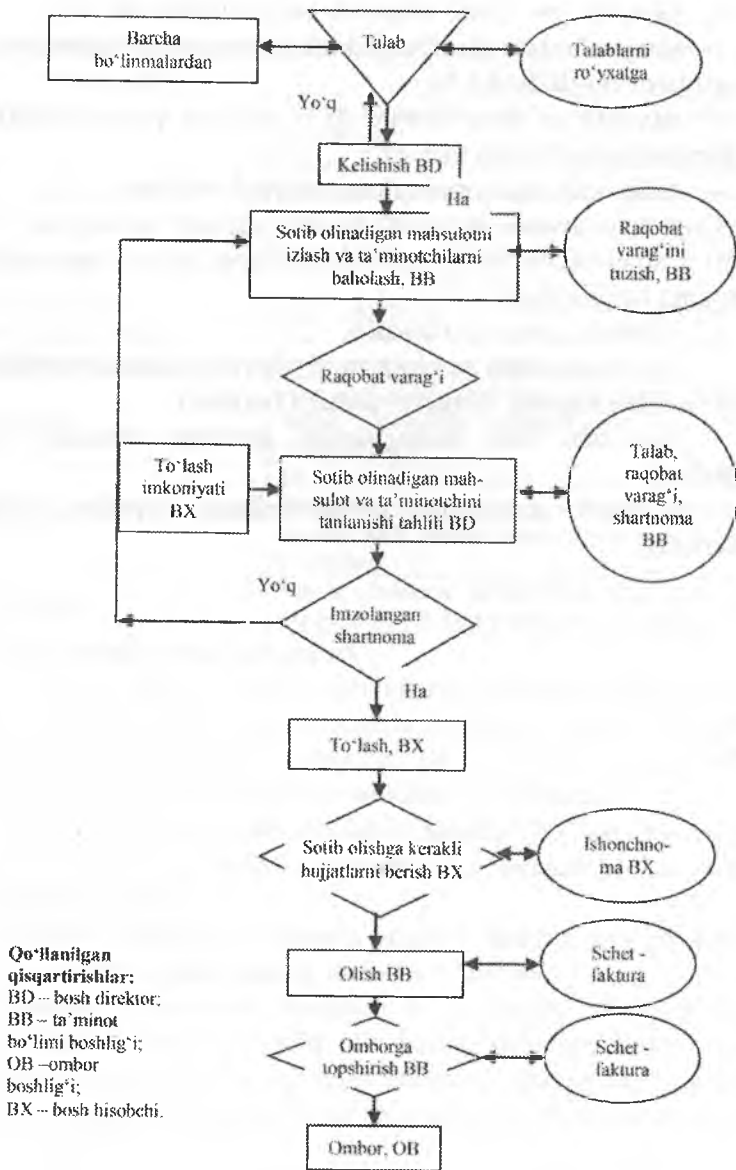 Barcha
bo‘linmalardan
Talab
Talablarni
ro‘yxatga
Yo‘q
Kelishish BD
Ha
Sotib olinadigan mahsulotni
izlash va ta’minotchilarni
baholash, BB
Raqobat
varag‘ini
tuzish, BB
Raqobat varag‘i
To‘lash
imkoniyati
BX
Sotib olinadigan mah-
sulot va ta’minotchini
tanlanishi tahlili BD
Talab,
raqobat
varag‘i,
shartnoma
BB
Yo‘q
Imzolangan
shartnoma
Ha
To‘lash, BX
Sotib olishga kerakli
hujjatlarni berish BX
Ishonchno-
ma BX
Olish BB
Schet -
faktura
Omborga
topshirish BB
Schet -
faktura
Ombor, OB
Qo‘llanilgan
qisqartirishlar:
BD – bosh direktor;
BB – ta’minot
bo‘limi boshlig‘i;
OB –ombor
boshlig‘i;
BX – bosh hisobchi.